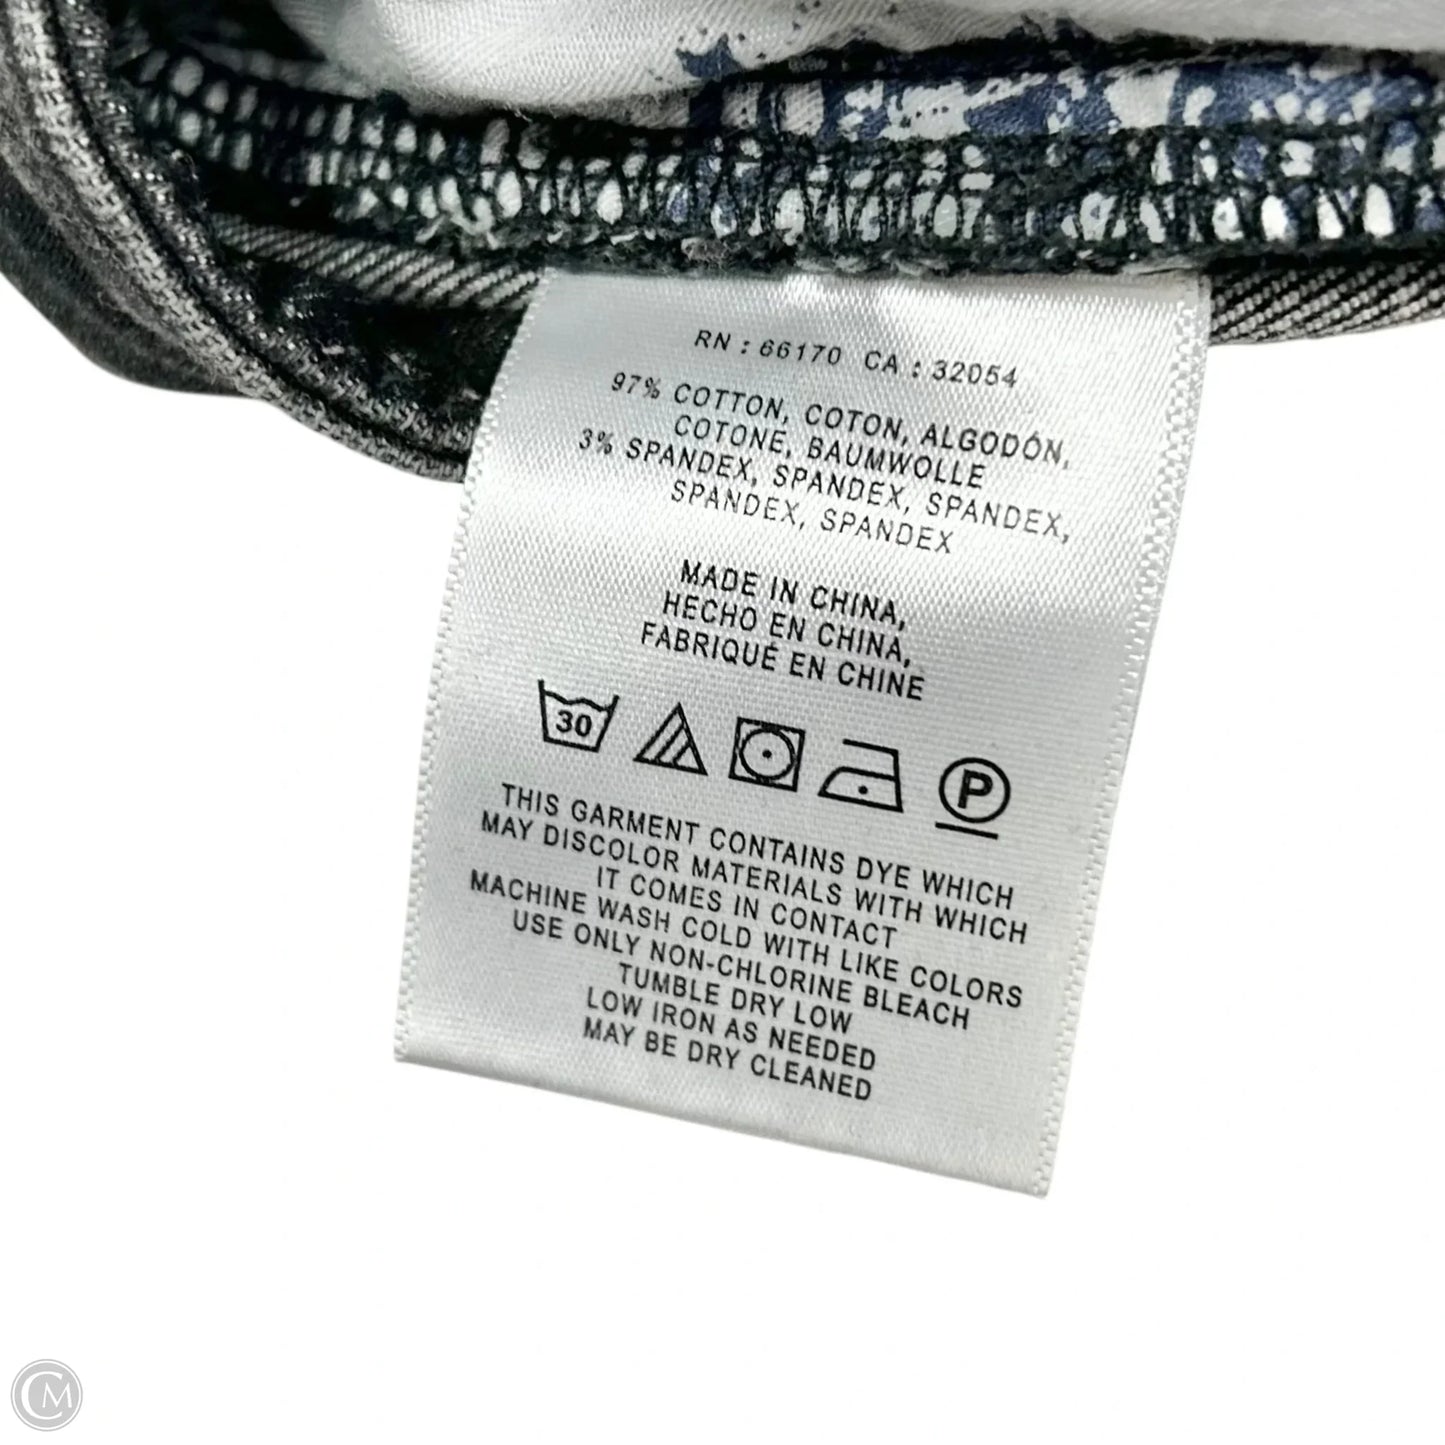 RN : 66170 CA : 32054
97% COTTON, COTON, ALGODÓN,
COTONE, BAUMWOLLE
3% SPANDEX, SPANDEX, SPANDEX,
SPANDEX, SPANDEX
MADE IN CHINA,
HECHO EN CHINA,
FABRIQUÉ EN CHINE
30
P
THIS GARMENT CONTAINS DYE WHICH
MAY DISCOLOR MATERIALS WITH WHICH
IT COMES IN CONTACT
MACHINE WASH COLD WITH LIKE COLORS
USE ONLY NON-CHLORINE BLEACH
TUMBLE DRY LOW
LOW IRON AS NEEDED
MAY BE DRY CLEANED
CM